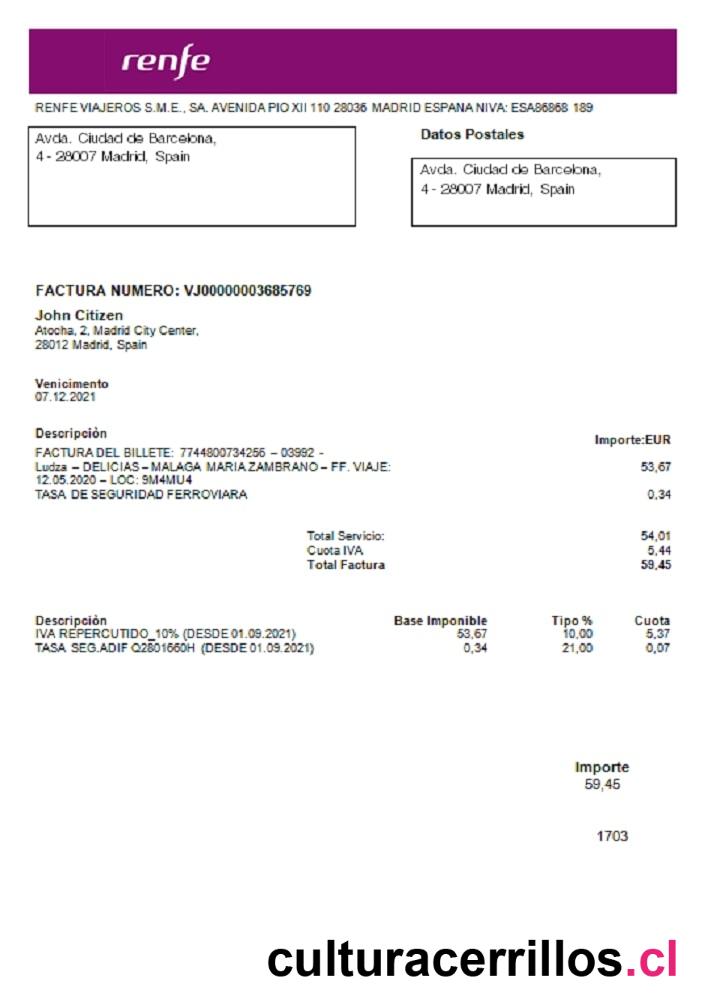 renfe
RENFE VIAJEROS S.M.E., SA. AVENIDA PIO XII 110 28036 MADRID ESPANA NIVA: ESA86868 189
Avda. Ciudad de Barcelona,
4 - 28007 Madrid, Spain
Datos Postales
Avda. Ciudad de Barcelona,
4 - 28007 Madrid, Spain
FACTURA NUMERO: VJ00000003685769
John Citizen
Atocha, 2, Madrid City Center,
28012 Madrid, Spain
Venicimento
07.12.2021
Descripciòn Importe:EUR
FACTURA DEL BILLETE: 7744800734256 – 03992 -
Ludza – DELICIAS – MALAGA MARIA ZAMBRANO – FF. VIAJE: 53,67
12.05.2020 – LOC: 9M4MU4
TASA DE SEGURIDAD FERROVIARA 0,34
Total Servicio: 54,01
Cuota IVA 5,44
Total Factura 59,45
Descripciòn Base Imponible Tipo % Cuota
IVA REPERCUTIDO_10% (DESDE 01.09.2021) 53,67 10,00 5,37
TASA SEG.ADIF Q2801660H (DESDE 01.09.2021) 0,34 21,00 0,07
Importe
59,45
1703
culturacerrillos.cl